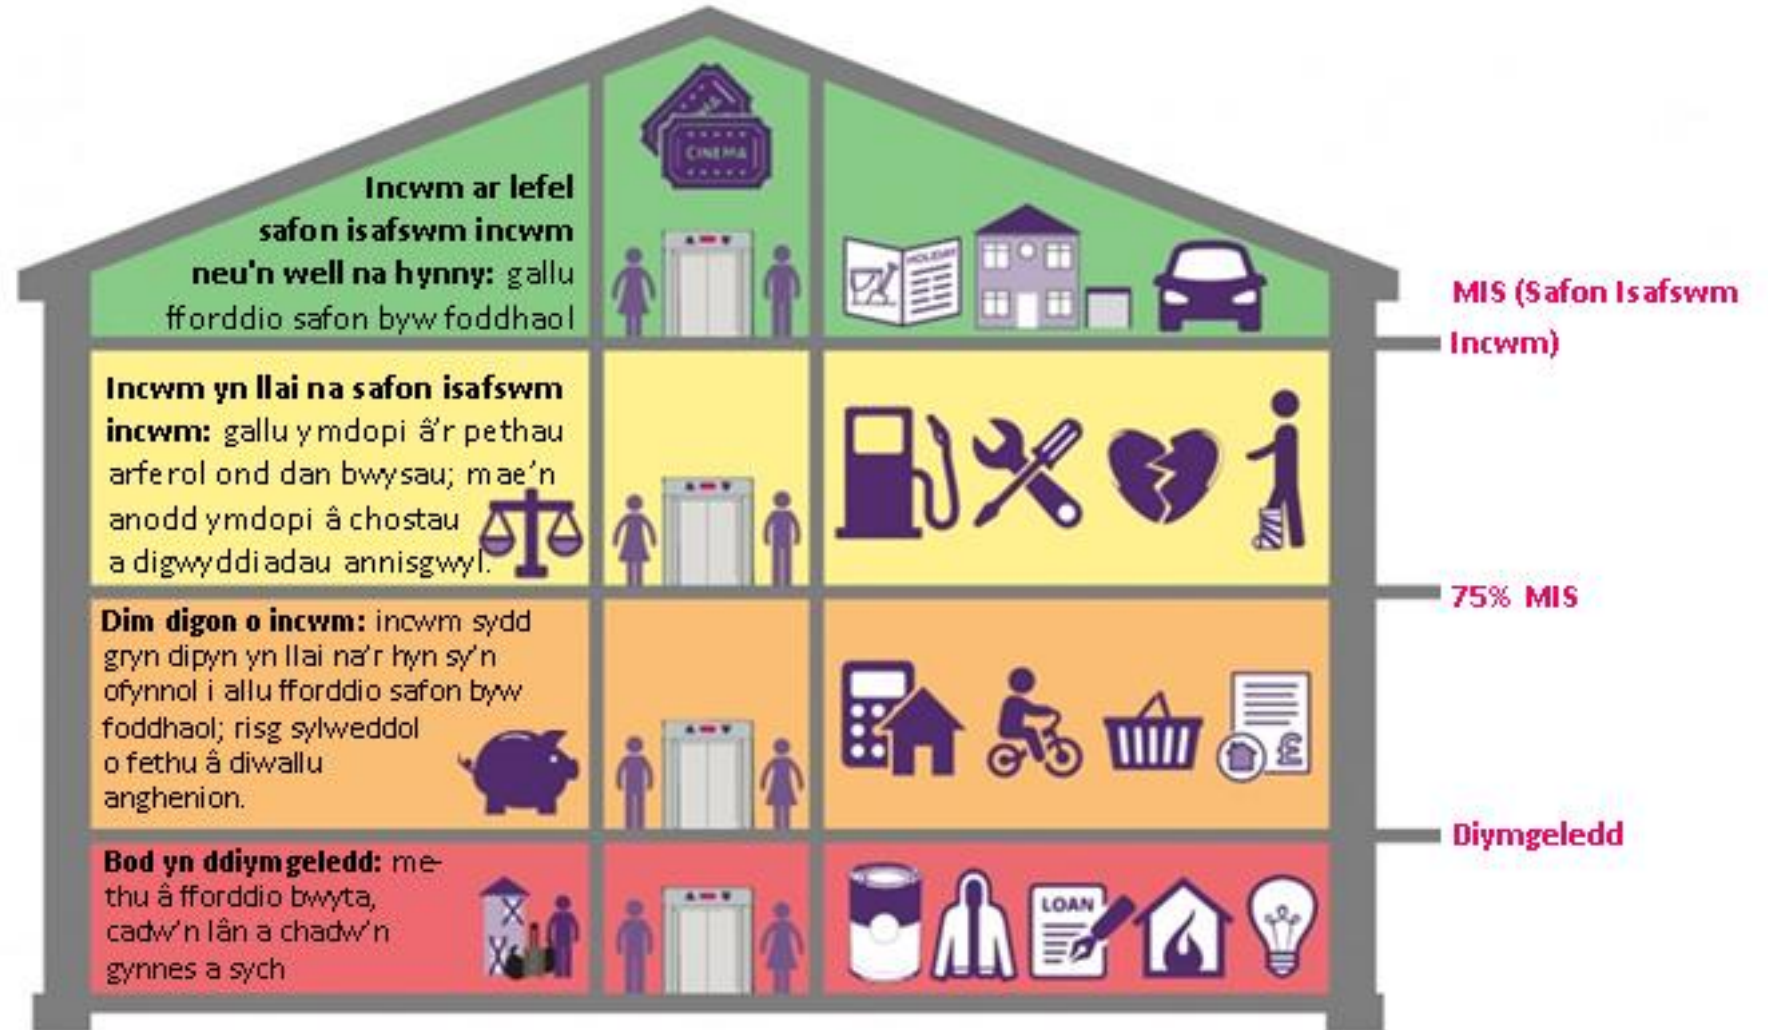 CINEMA
Incwm ar lefel
safon isafswm incwm
neu'n well na hynny: gallu
fforddio safon byw foddhaol
HOLIDAY
MIS (Safon Isafswm
Incwm)
Incwm yn llai na safon isafswm
incwm: gallu ymdopi â'r pethau
arferol ond dan bwysau; mae'n
anodd ymdopi â chostau
a digwyddiadau annisgwyl.
75% MIS
Dim digon o incwm: incwm sydd
gryn dipyn yn llai na'r hyn sy'n
ofynnol i allu fforddio safon byw
foddhaol; risg sylweddol
o fethu â diwallu
anghenion.
£
Diymgeledd
Bod yn ddiymgeledd: me-
thu â fforddio bwyta,
cadw'n lân a chadw'n
gynnes a sych
LOAN